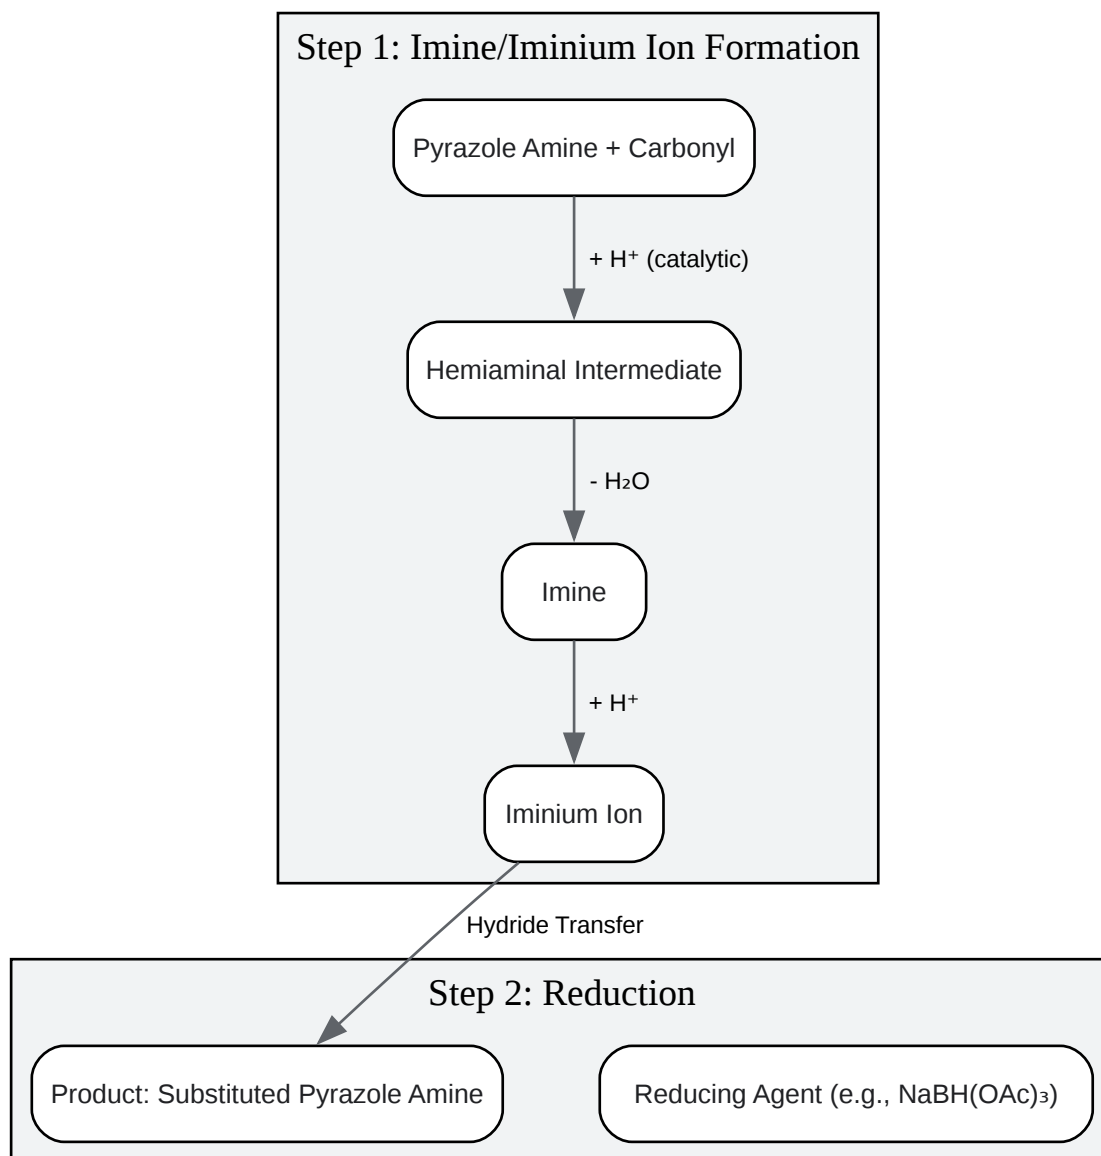 Step 1: Imine/Iminium Ion Formation
Pyrazole Amine + Carbonyl
+ H⁺ (catalytic)
Hemiaminal Intermediate
- H₂O
Imine
+ H⁺
Iminium Ion
Hydride Transfer
Step 2: Reduction
Product: Substituted Pyrazole Amine
Reducing Agent (e.g., NaBH(OAc)₃)